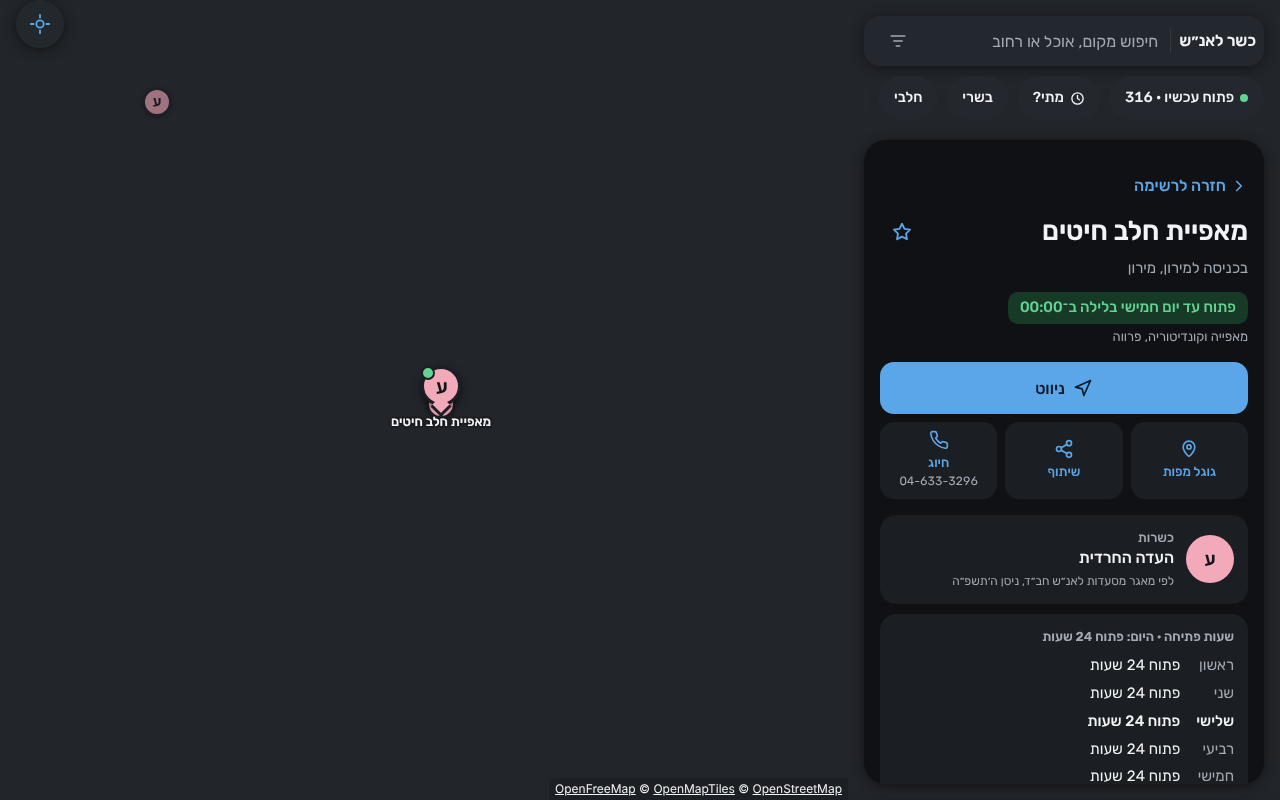 כשר לאנ״ש
חיפוש מקום, אוכל או רחוב
פתוח עכשיו · 316
מתי?
בשרי
חלבי
חזרה לרשימה
מאפיית חלב חיטים
בכניסה למירון, מירון
פתוח עד יום חמישי בלילה ב־00:00
מאפייה וקונדיטוריה, פרווה
ניווט
גוגל מפות
שיתוף
חיוג
04-633-3296
ע
כשרות
העדה החרדית
לפי מאגר מסעדות לאנ״ש חב״ד, ניסן ה׳תשפ״ה
שעות פתיחה · היום: פתוח 24 שעות
ראשון פתוח 24 שעות
שני פתוח 24 שעות
שלישי פתוח 24 שעות
רביעי פתוח 24 שעות
חמישי פתוח 24 שעות
ע
ע
מאפיית חלב חיטים
OpenFreeMap © OpenMapTiles © OpenStreetMap